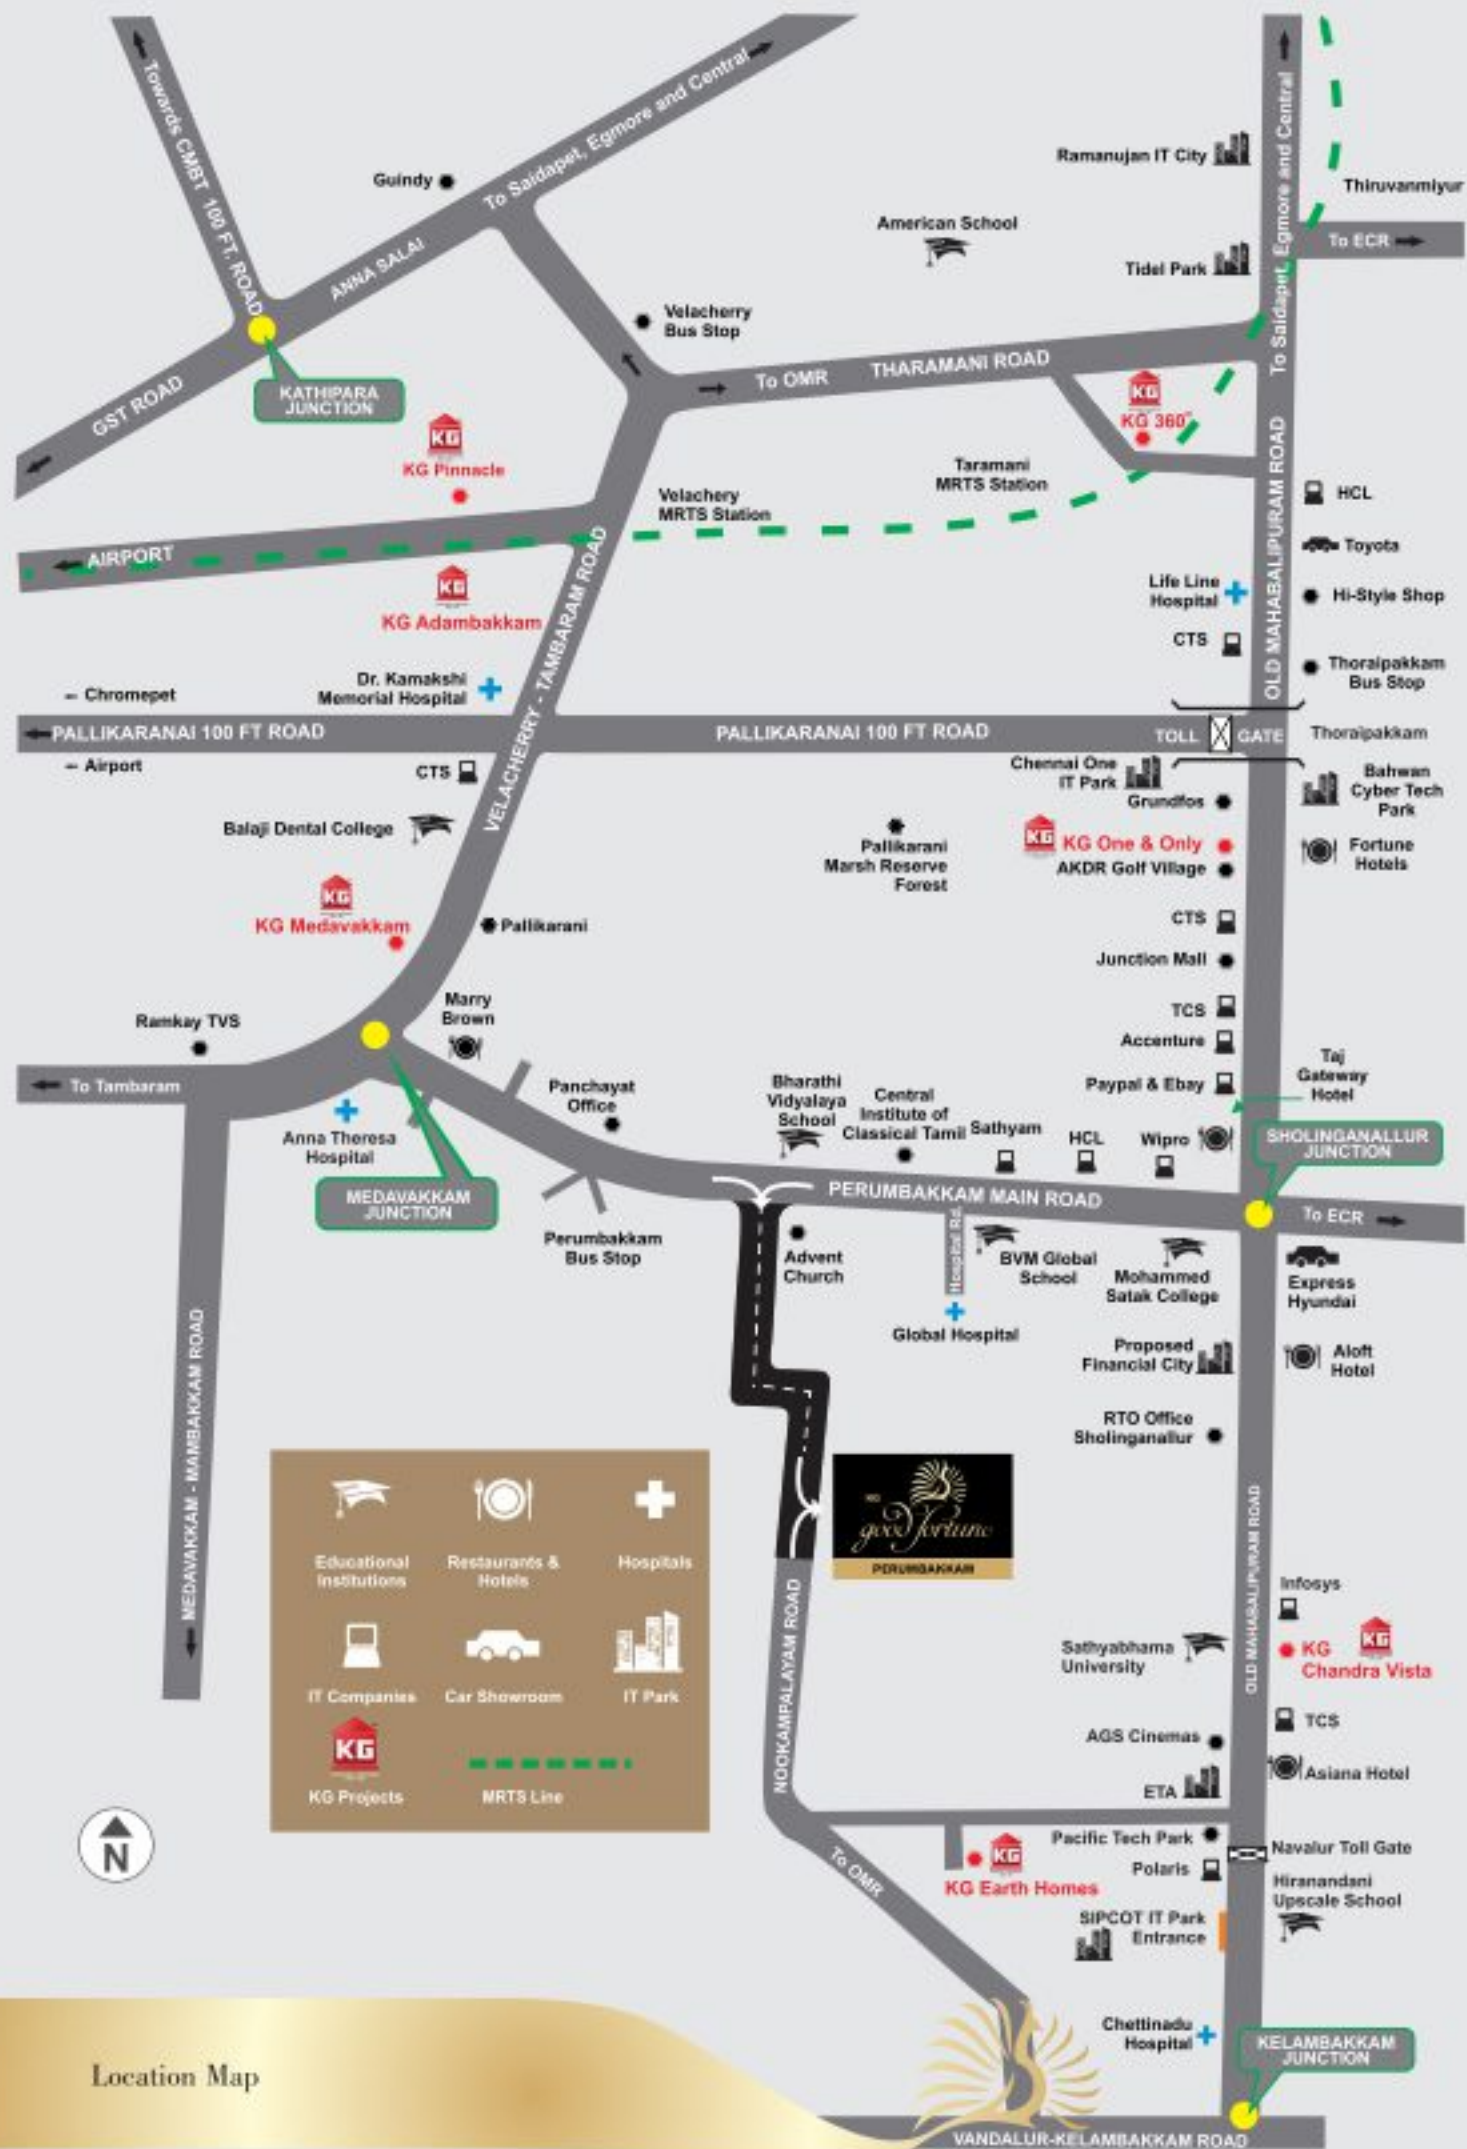 Towards CMBT 100 FT. ROAD
To Saidapet, Egmore and Central
Guindy
ANNA SALAI
GST ROAD
KATHIPARA
JUNCTION
Velacherry
Bus Stop
To OMR
THARAMANI ROAD
American School
Ramanujan IT City
Tidel Park
To Saidapet, Egmore and Central
Thiruvanmiyur
To ECR
KG
KG Pinnacle
KG
KG 360°
Taramani
MRTS Station
Velachery
MRTS Station
AIRPORT
KG
KG Adambakkam
VELACHERRY - TAMBARAM ROAD
OLD MAHABALIPURAM ROAD
HCL
Toyota
Life Line
Hospital
Hi-Style Shop
CTS
Thoraipakkam
Bus Stop
Dr. Kamakshi
Memorial Hospital
Chromepet
PALLIKARANAI 100 FT ROAD
PALLIKARANAI 100 FT ROAD
TOLL
GATE
Thoraipakkam
Airport
CTS
Chennai One
IT Park
Bahwan
Cyber Tech
Park
Grundfos
Balaji Dental College
Pallikarani
Marsh Reserve
Forest
KG
KG One & Only
AKDR Golf Village
Fortune
Hotels
KG
KG Medavakkam
Pallikarani
CTS
Junction Mall
Ramkay TVS
Marry
Brown
TCS
Accenture
Paypal & Ebay
Taj
Gateway
Hotel
To Tambaram
Panchayat
Office
Bharathi
Vidyalaya
School
Central
Institute of
Classical Tamil
Sathyam
HCL
Wipro
SHOLINGANALLUR
JUNCTION
Anna Theresa
Hospital
MEDAVAKKAM
JUNCTION
PERUMBAKKAM MAIN ROAD
To ECR
Perumbakkam
Bus Stop
Advent
Church
Hospital Rd.
BVM Global
School
Mohammed
Satak College
Express
Hyundai
Global Hospital
Proposed
Financial City
Aloft
Hotel
MEDAVAKKAM - MAMBAKKAM ROAD
RTO Office
Sholinganallur
KG
good fortune
PERUMBAKKAM
OLD MAHABALIPURAM ROAD
Educational
Institutions
Restaurants &
Hotels
Hospitals
IT Companies
Car Showroom
IT Park
KG
KG Projects
MRTS Line
NOOKAMPALAYAM ROAD
Infosys
Sathyabhama
University
KG
KG
Chandra Vista
AGS Cinemas
TCS
ETA
Asiana Hotel
N
To OMR
Pacific Tech Park
Navalur Toll Gate
KG
KG Earth Homes
Polaris
Hiranandani
Upscale School
SIPCOT IT Park
Entrance
Chettinadu
Hospital
KELAMBAKKAM
JUNCTION
Location Map
VANDALUR-KELAMBAKKAM ROAD